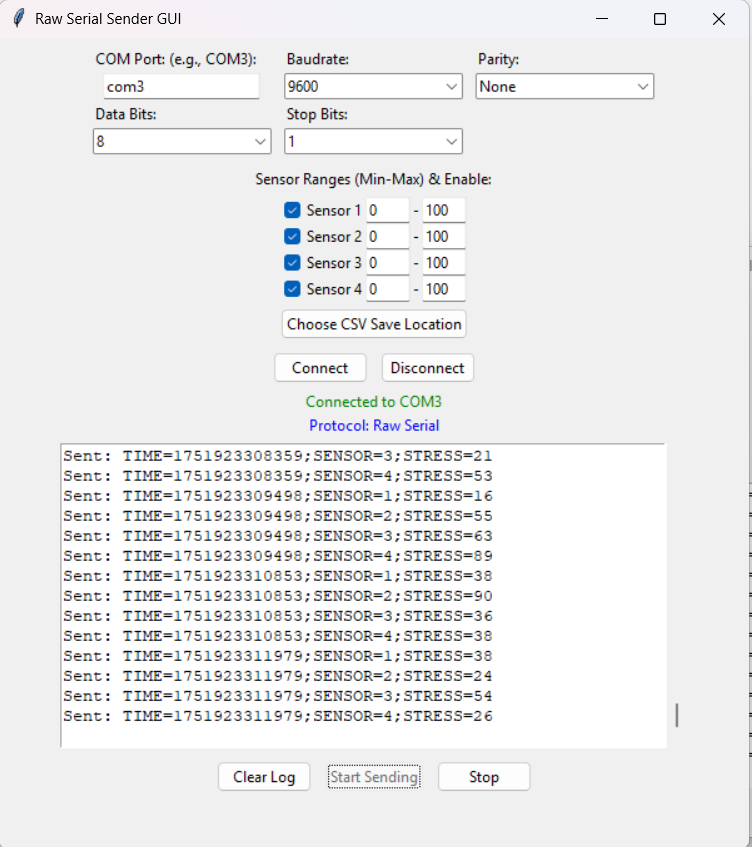 Raw Serial Sender GUI
COM Port: (e.g., COM3): Baudrate: Parity:
com3 9600 None
Data Bits: Stop Bits:
8 1
Sensor Ranges (Min-Max) & Enable:
Sensor 1 0 - 100
Sensor 2 0 - 100
Sensor 3 0 - 100
Sensor 4 0 - 100
Choose CSV Save Location
Connect Disconnect
Connected to COM3
Protocol: Raw Serial
Sent: TIME=1751923308359;SENSOR=3;STRESS=21
Sent: TIME=1751923308359;SENSOR=4;STRESS=53
Sent: TIME=1751923309498;SENSOR=1;STRESS=16
Sent: TIME=1751923309498;SENSOR=2;STRESS=55
Sent: TIME=1751923309498;SENSOR=3;STRESS=63
Sent: TIME=1751923309498;SENSOR=4;STRESS=89
Sent: TIME=1751923310853;SENSOR=1;STRESS=38
Sent: TIME=1751923310853;SENSOR=2;STRESS=90
Sent: TIME=1751923310853;SENSOR=3;STRESS=36
Sent: TIME=1751923310853;SENSOR=4;STRESS=38
Sent: TIME=1751923311979;SENSOR=1;STRESS=38
Sent: TIME=1751923311979;SENSOR=2;STRESS=24
Sent: TIME=1751923311979;SENSOR=3;STRESS=54
Sent: TIME=1751923311979;SENSOR=4;STRESS=26
Clear Log Start Sending Stop